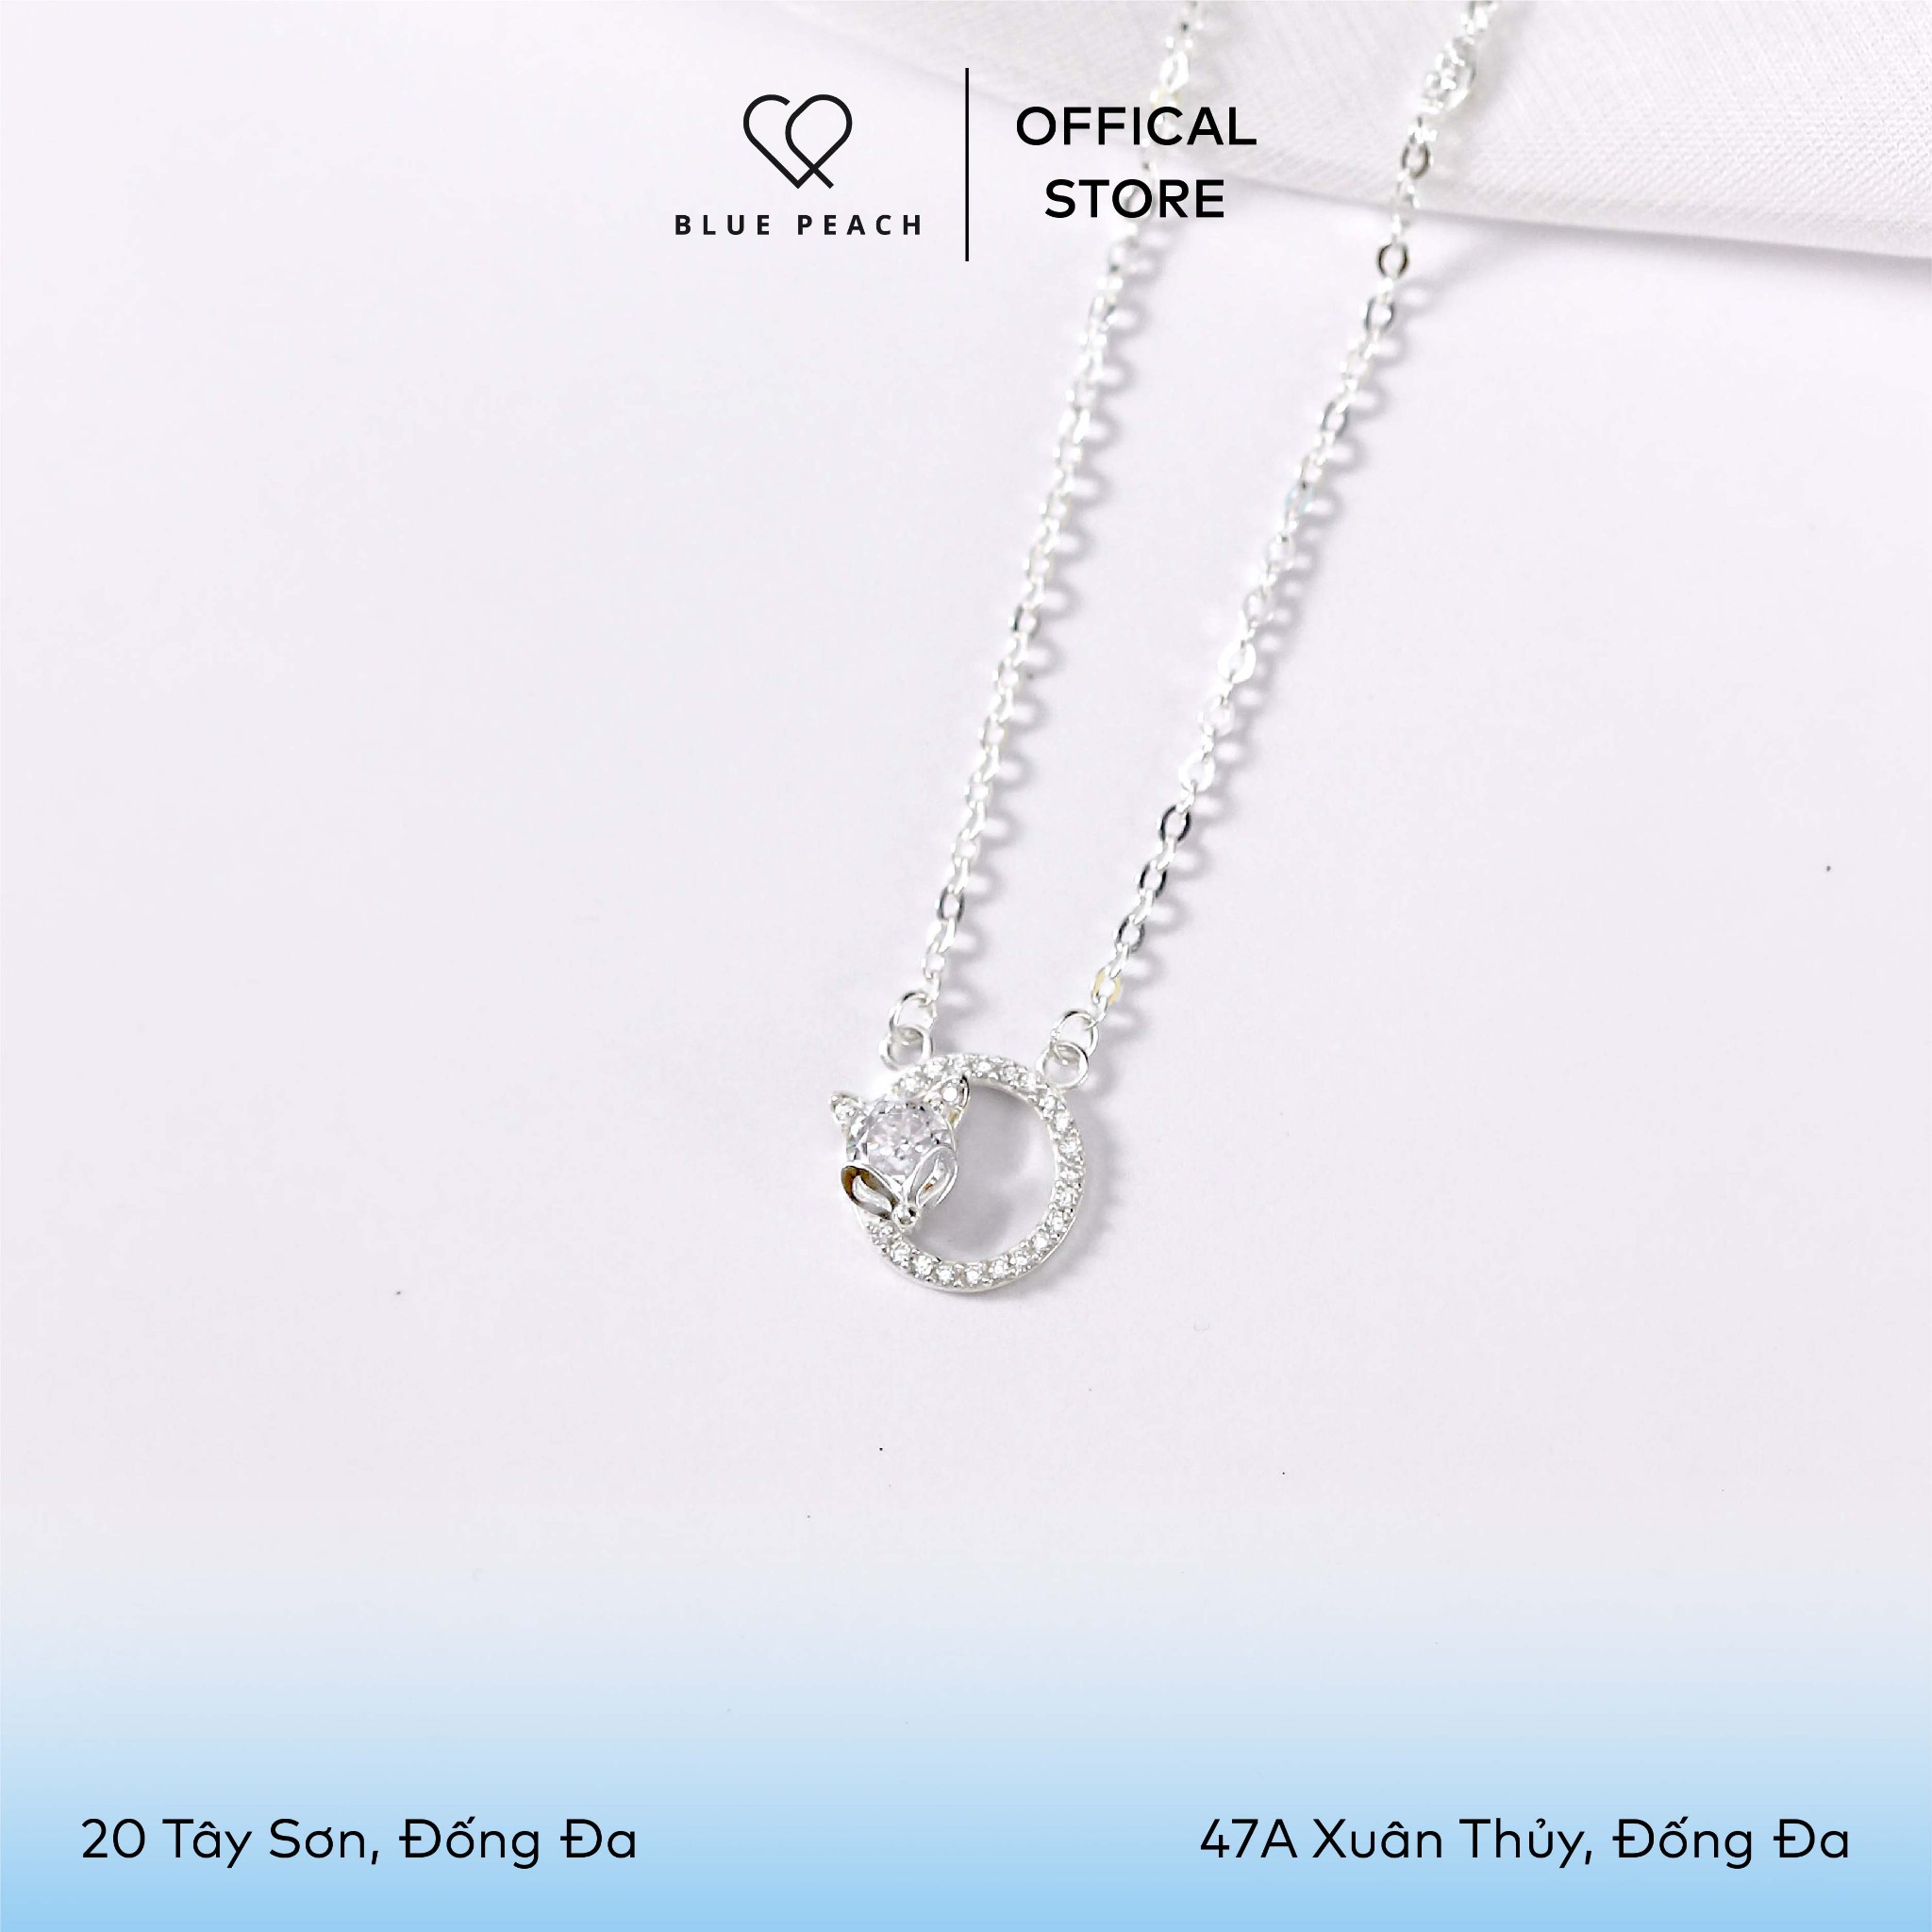 BLUE PEACH
OFFICAL
STORE
20 Tây Sơn, Đống Đa
47A Xuân Thủy, Đống Đa